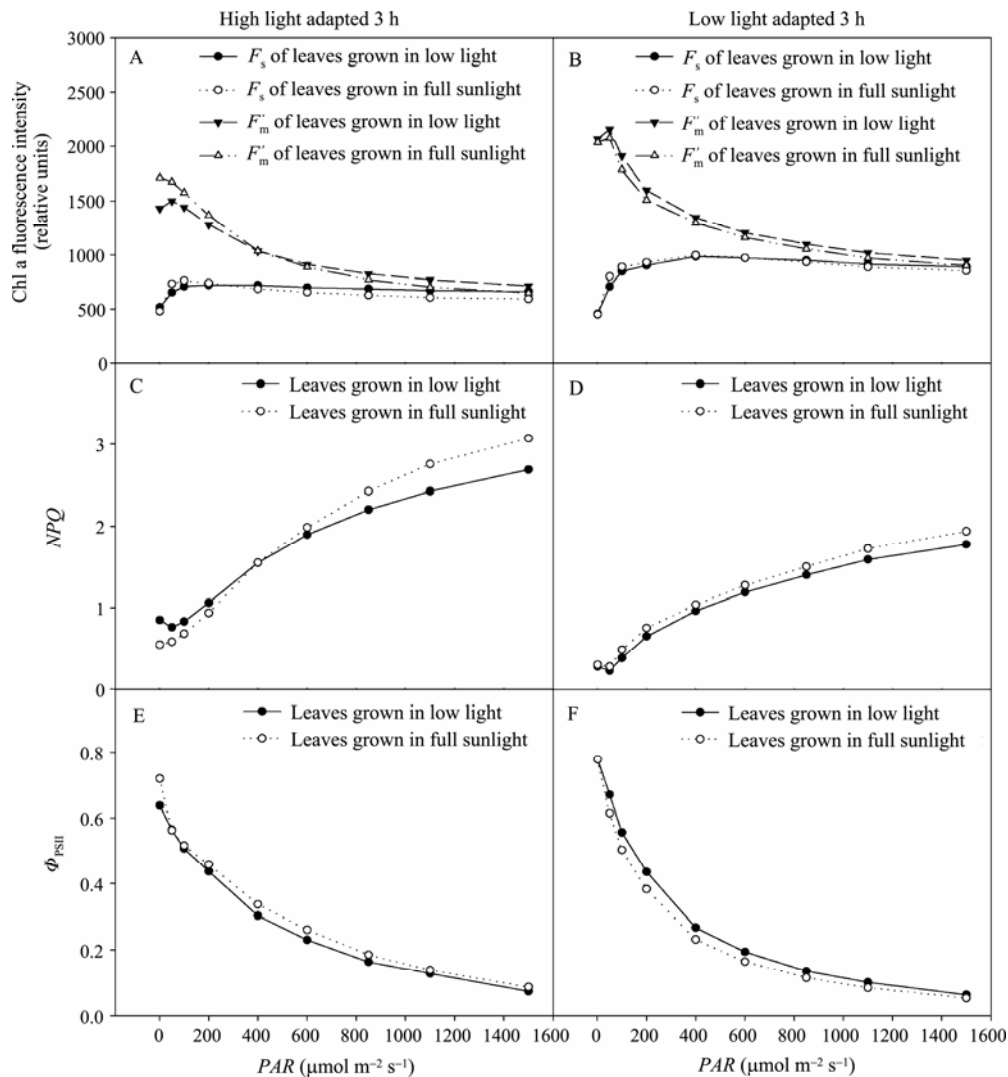 High light adapted 3 h
Low light adapted 3 h
Chl a fluorescence intensity
(relative units)
3000
2500
2000
1500
1000
500
0
A
Fs of leaves grown in low light
Fs of leaves grown in full sunlight
F′m of leaves grown in low light
F′m of leaves grown in full sunlight
B
Fs of leaves grown in low light
Fs of leaves grown in full sunlight
F′m of leaves grown in low light
F′m of leaves grown in full sunlight
NPQ
3
2
1
0
C
Leaves grown in low light
Leaves grown in full sunlight
D
Leaves grown in low light
Leaves grown in full sunlight
ΦPSII
0.8
0.6
0.4
0.2
0.0
E
Leaves grown in low light
Leaves grown in full sunlight
F
Leaves grown in low light
Leaves grown in full sunlight
0 200 400 600 800 1000 1200 1400 1600
0 200 400 600 800 1000 1200 1400 1600
PAR (μmol m−2 s−1)
PAR (μmol m−2 s−1)